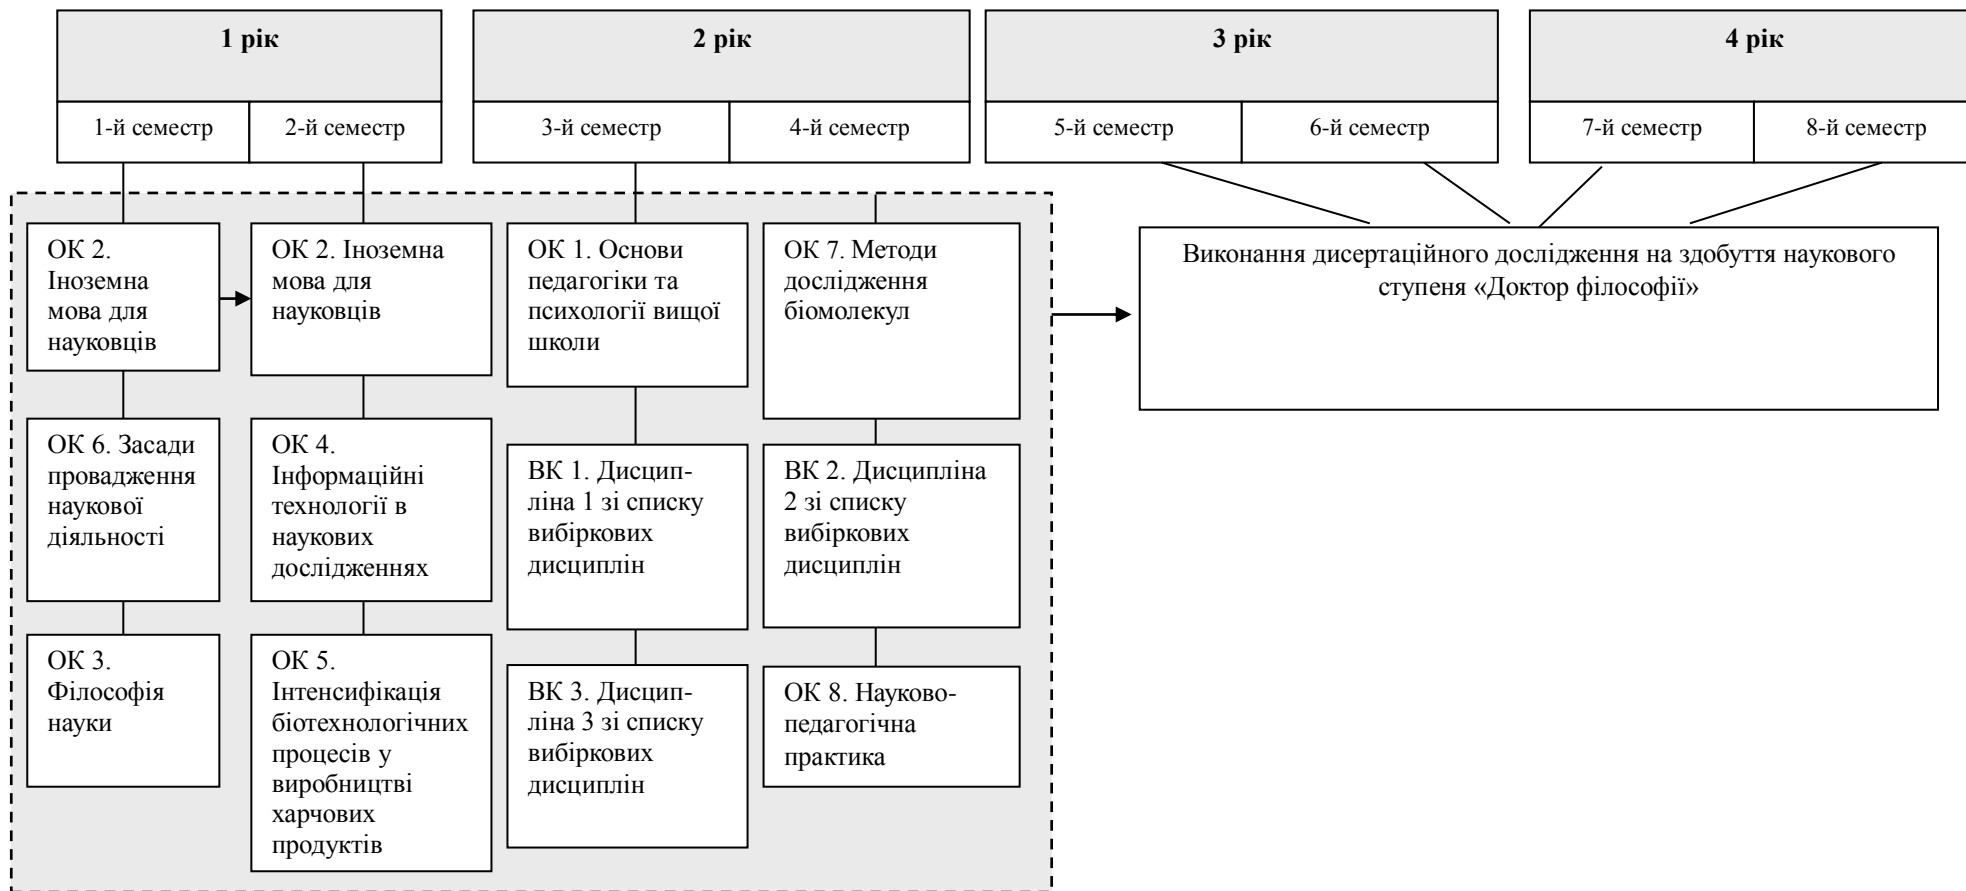 1 рік
2 рік
3 рік
4 рік
1-й семестр
2-й семестр
3-й семестр
4-й семестр
5-й семестр
6-й семестр
7-й семестр
8-й семестр
ОК 2.
Іноземна
мова для
науковців
ОК 6. Засади
провадження
наукової
діяльності
ОК 3.
Філософія
науки
ОК 2. Іноземна
мова для
науковців
ОК 4.
Інформаційні
технології в
наукових
дослідженнях
ОК 5.
Інтенсифікація
біотехнологічних
процесів у
виробництві
харчових
продуктів
ОК 1. Основи
педагогіки та
психології вищої
школи
ВК 1. Дисцип-
ліна 1 зі списку
вибіркових
дисциплін
ВК 3. Дисцип-
ліна 3 зі списку
вибіркових
дисциплін
ОК 7. Методи
дослідження
біомолекул
ВК 2. Дисципліна
2 зі списку
вибіркових
дисциплін
ОК 8. Науково-
педагогічна
практика
Виконання дисертаційного дослідження на здобуття наукового
ступеня «Доктор філософії»